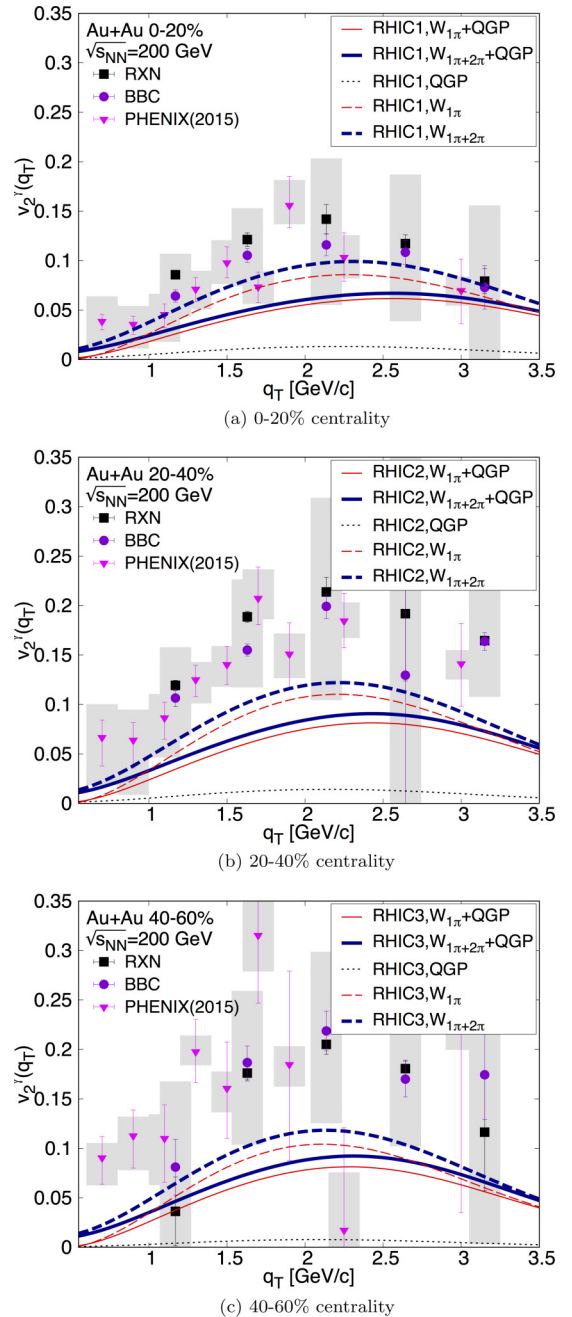 Au+Au 0-20%
√sNN=200 GeV
RXN
BBC
PHENIX(2015)
RHIC1,W1π+QGP
RHIC1,W1π+2π+QGP
RHIC1,QGP
RHIC1,W1π
RHIC1,W1π+2π
0.35
0.3
0.25
0.2
0.15
0.1
0.05
0
v2γ(qT)
1 1.5 2 2.5 3 3.5
qT [GeV/c]
(a) 0-20% centrality
Au+Au 20-40%
√sNN=200 GeV
RXN
BBC
PHENIX(2015)
RHIC2,W1π+QGP
RHIC2,W1π+2π+QGP
RHIC2,QGP
RHIC2,W1π
RHIC2,W1π+2π
0.35
0.3
0.25
0.2
0.15
0.1
0.05
0
v2γ(qT)
1 1.5 2 2.5 3 3.5
qT [GeV/c]
(b) 20-40% centrality
Au+Au 40-60%
√sNN=200 GeV
RXN
BBC
PHENIX(2015)
RHIC3,W1π+QGP
RHIC3,W1π+2π+QGP
RHIC3,QGP
RHIC3,W1π
RHIC3,W1π+2π
0.35
0.3
0.25
0.2
0.15
0.1
0.05
0
v2γ(qT)
1 1.5 2 2.5 3 3.5
qT [GeV/c]
(c) 40-60% centrality